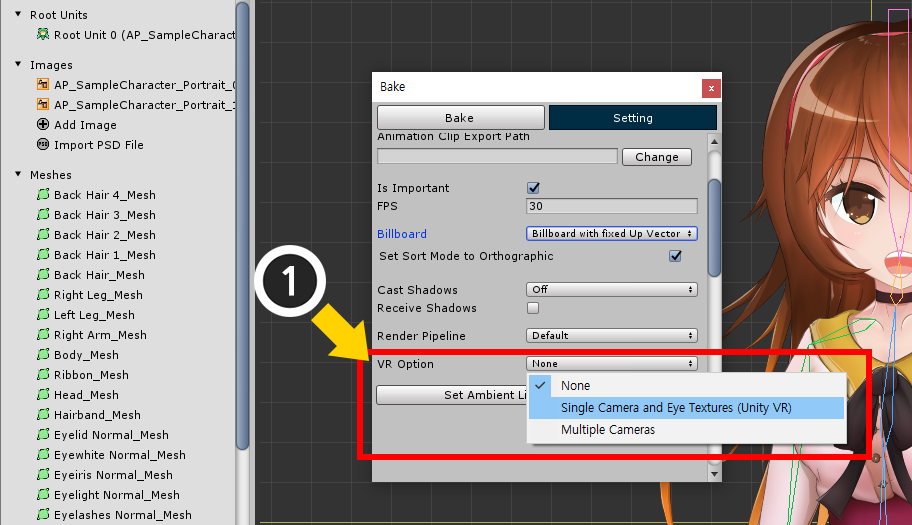 Root Units
Root Unit 0 (AP_SampleCharact
Images
AP_SampleCharacter_Portrait_
AP_SampleCharacter_Portrait_
Add Image
Import PSD File
Meshes
Back Hair 4_Mesh
Back Hair 3_Mesh
Back Hair 2_Mesh
Back Hair 1_Mesh
Back Hair_Mesh
Right Leg_Mesh
Left Leg_Mesh
Right Arm_Mesh
Body_Mesh
Ribbon_Mesh
Head_Mesh
Hairband_Mesh
Eyelid Normal_Mesh
Eyewhite Normal_Mesh
Eyeiris Normal_Mesh
Eyelight Normal_Mesh
Eyelashes Normal_Mesh
1
Bake
x
Bake Setting
Animation Clip Export Path
Change
Is Important
FPS 30
Billboard Billboard with fixed Up Vector
Set Sort Mode to Orthographic
Cast Shadows Off
Receive Shadows
Render Pipeline Default
VR Option None
Set Ambient Li
None
Single Camera and Eye Textures (Unity VR)
Multiple Cameras